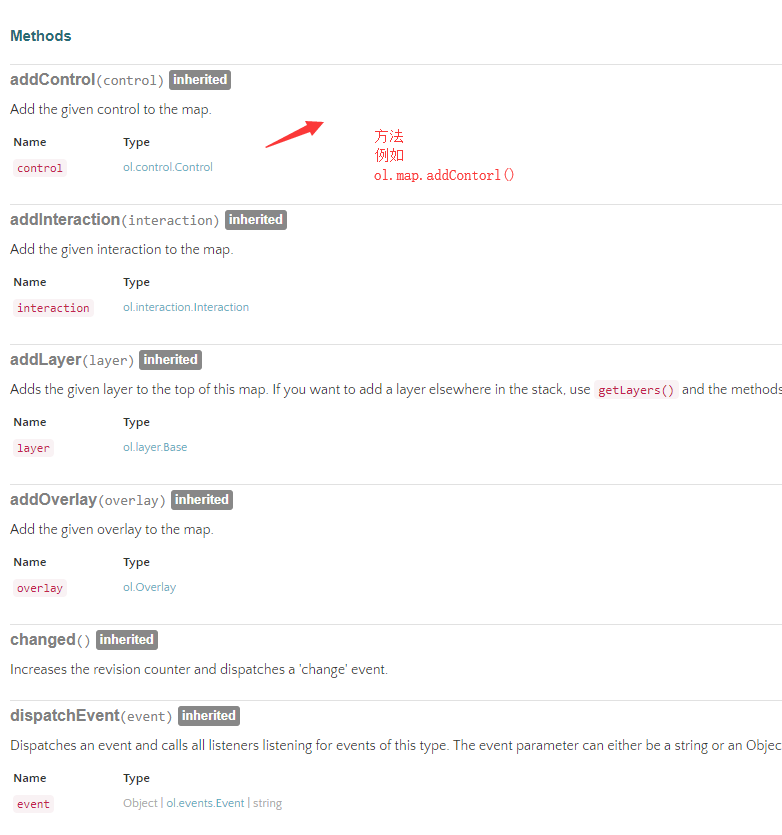 Methods
addControl(control) inherited
Add the given control to the map.
Name Type
control ol.control.Control
方法
例如
ol.map.addContorl()
addInteraction(interaction) inherited
Add the given interaction to the map.
Name Type
interaction ol.interaction.Interaction
addLayer(layer) inherited
Adds the given layer to the top of this map. If you want to add a layer elsewhere in the stack, use getLayers() and the methods
Name Type
layer ol.layer.Base
addOverlay(overlay) inherited
Add the given overlay to the map.
Name Type
overlay ol.Overlay
changed() inherited
Increases the revision counter and dispatches a 'change' event.
dispatchEvent(event) inherited
Dispatches an event and calls all listeners listening for events of this type. The event parameter can either be a string or an Objec
Name Type
event Object | ol.events.Event | string